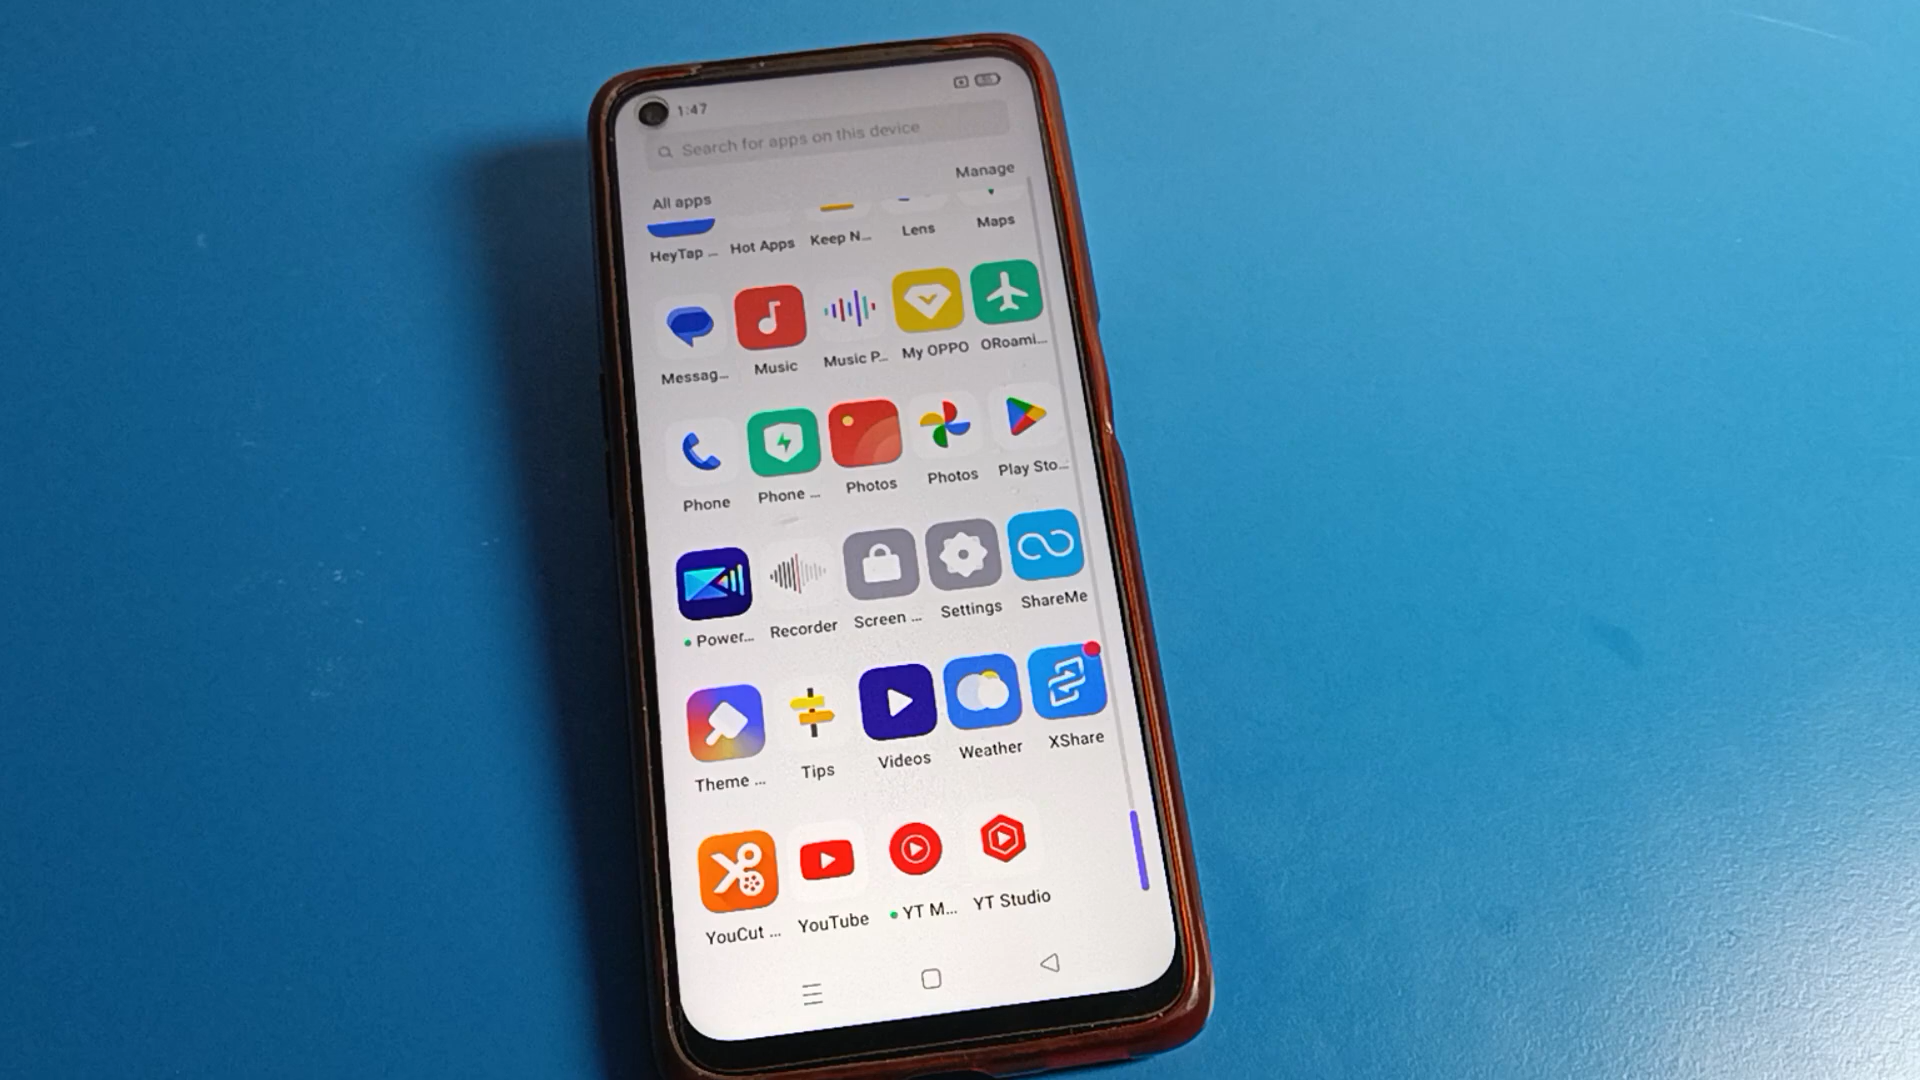 1:47
Search for apps on this device
Manage
All apps
HeyTap ... Hot Apps Keep N... Lens Maps
Messag... Music Music P... My OPPO ORoami...
Phone Phone ... Photos Photos Play Sto...
Power... Recorder Screen ... Settings ShareMe
Theme ... Tips Videos Weather XShare
YouCut ... YouTube YT M... YT Studio